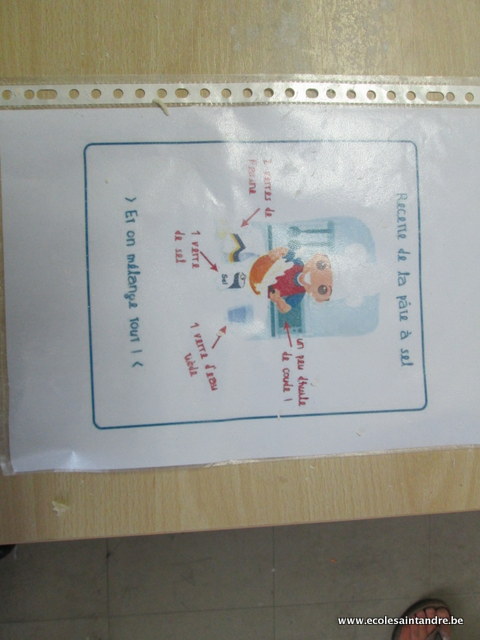 Recette de la pâte à sel
2 verres de
farine
1 verre
de sel
1 verre d'eau
tiède
un peu d'huile
de coude !
> Et on mélange tout ! <
www.ecolesaintandre.be